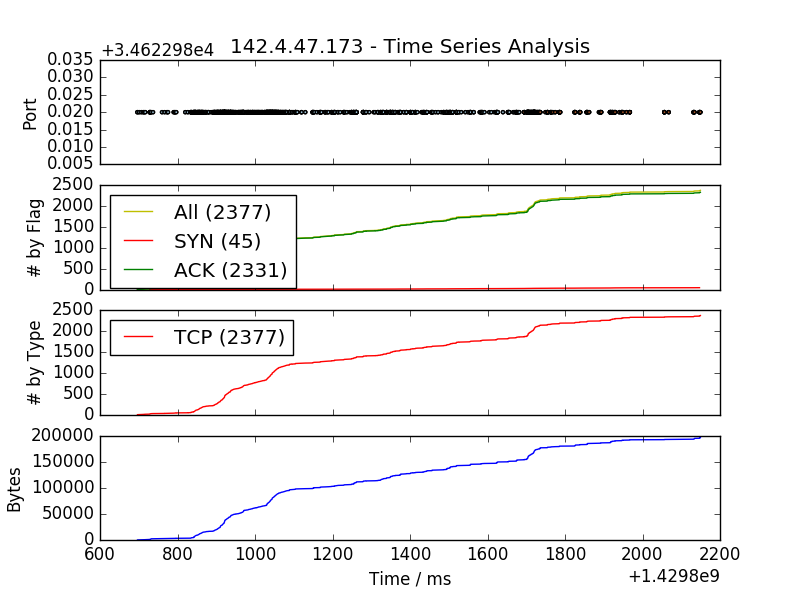 +3.462298e4 142.4.47.173 - Time Series Analysis
0.035
0.030
0.025
0.020
0.015
0.010
0.005
Port
2500
2000
1500
1000
500
0
# by Flag
All (2377)
SYN (45)
ACK (2331)
2500
2000
1500
1000
500
0
# by Type
TCP (2377)
200000
150000
100000
50000
0
Bytes
600 800 1000 1200 1400 1600 1800 2000 2200
Time / ms
+1.4298e9